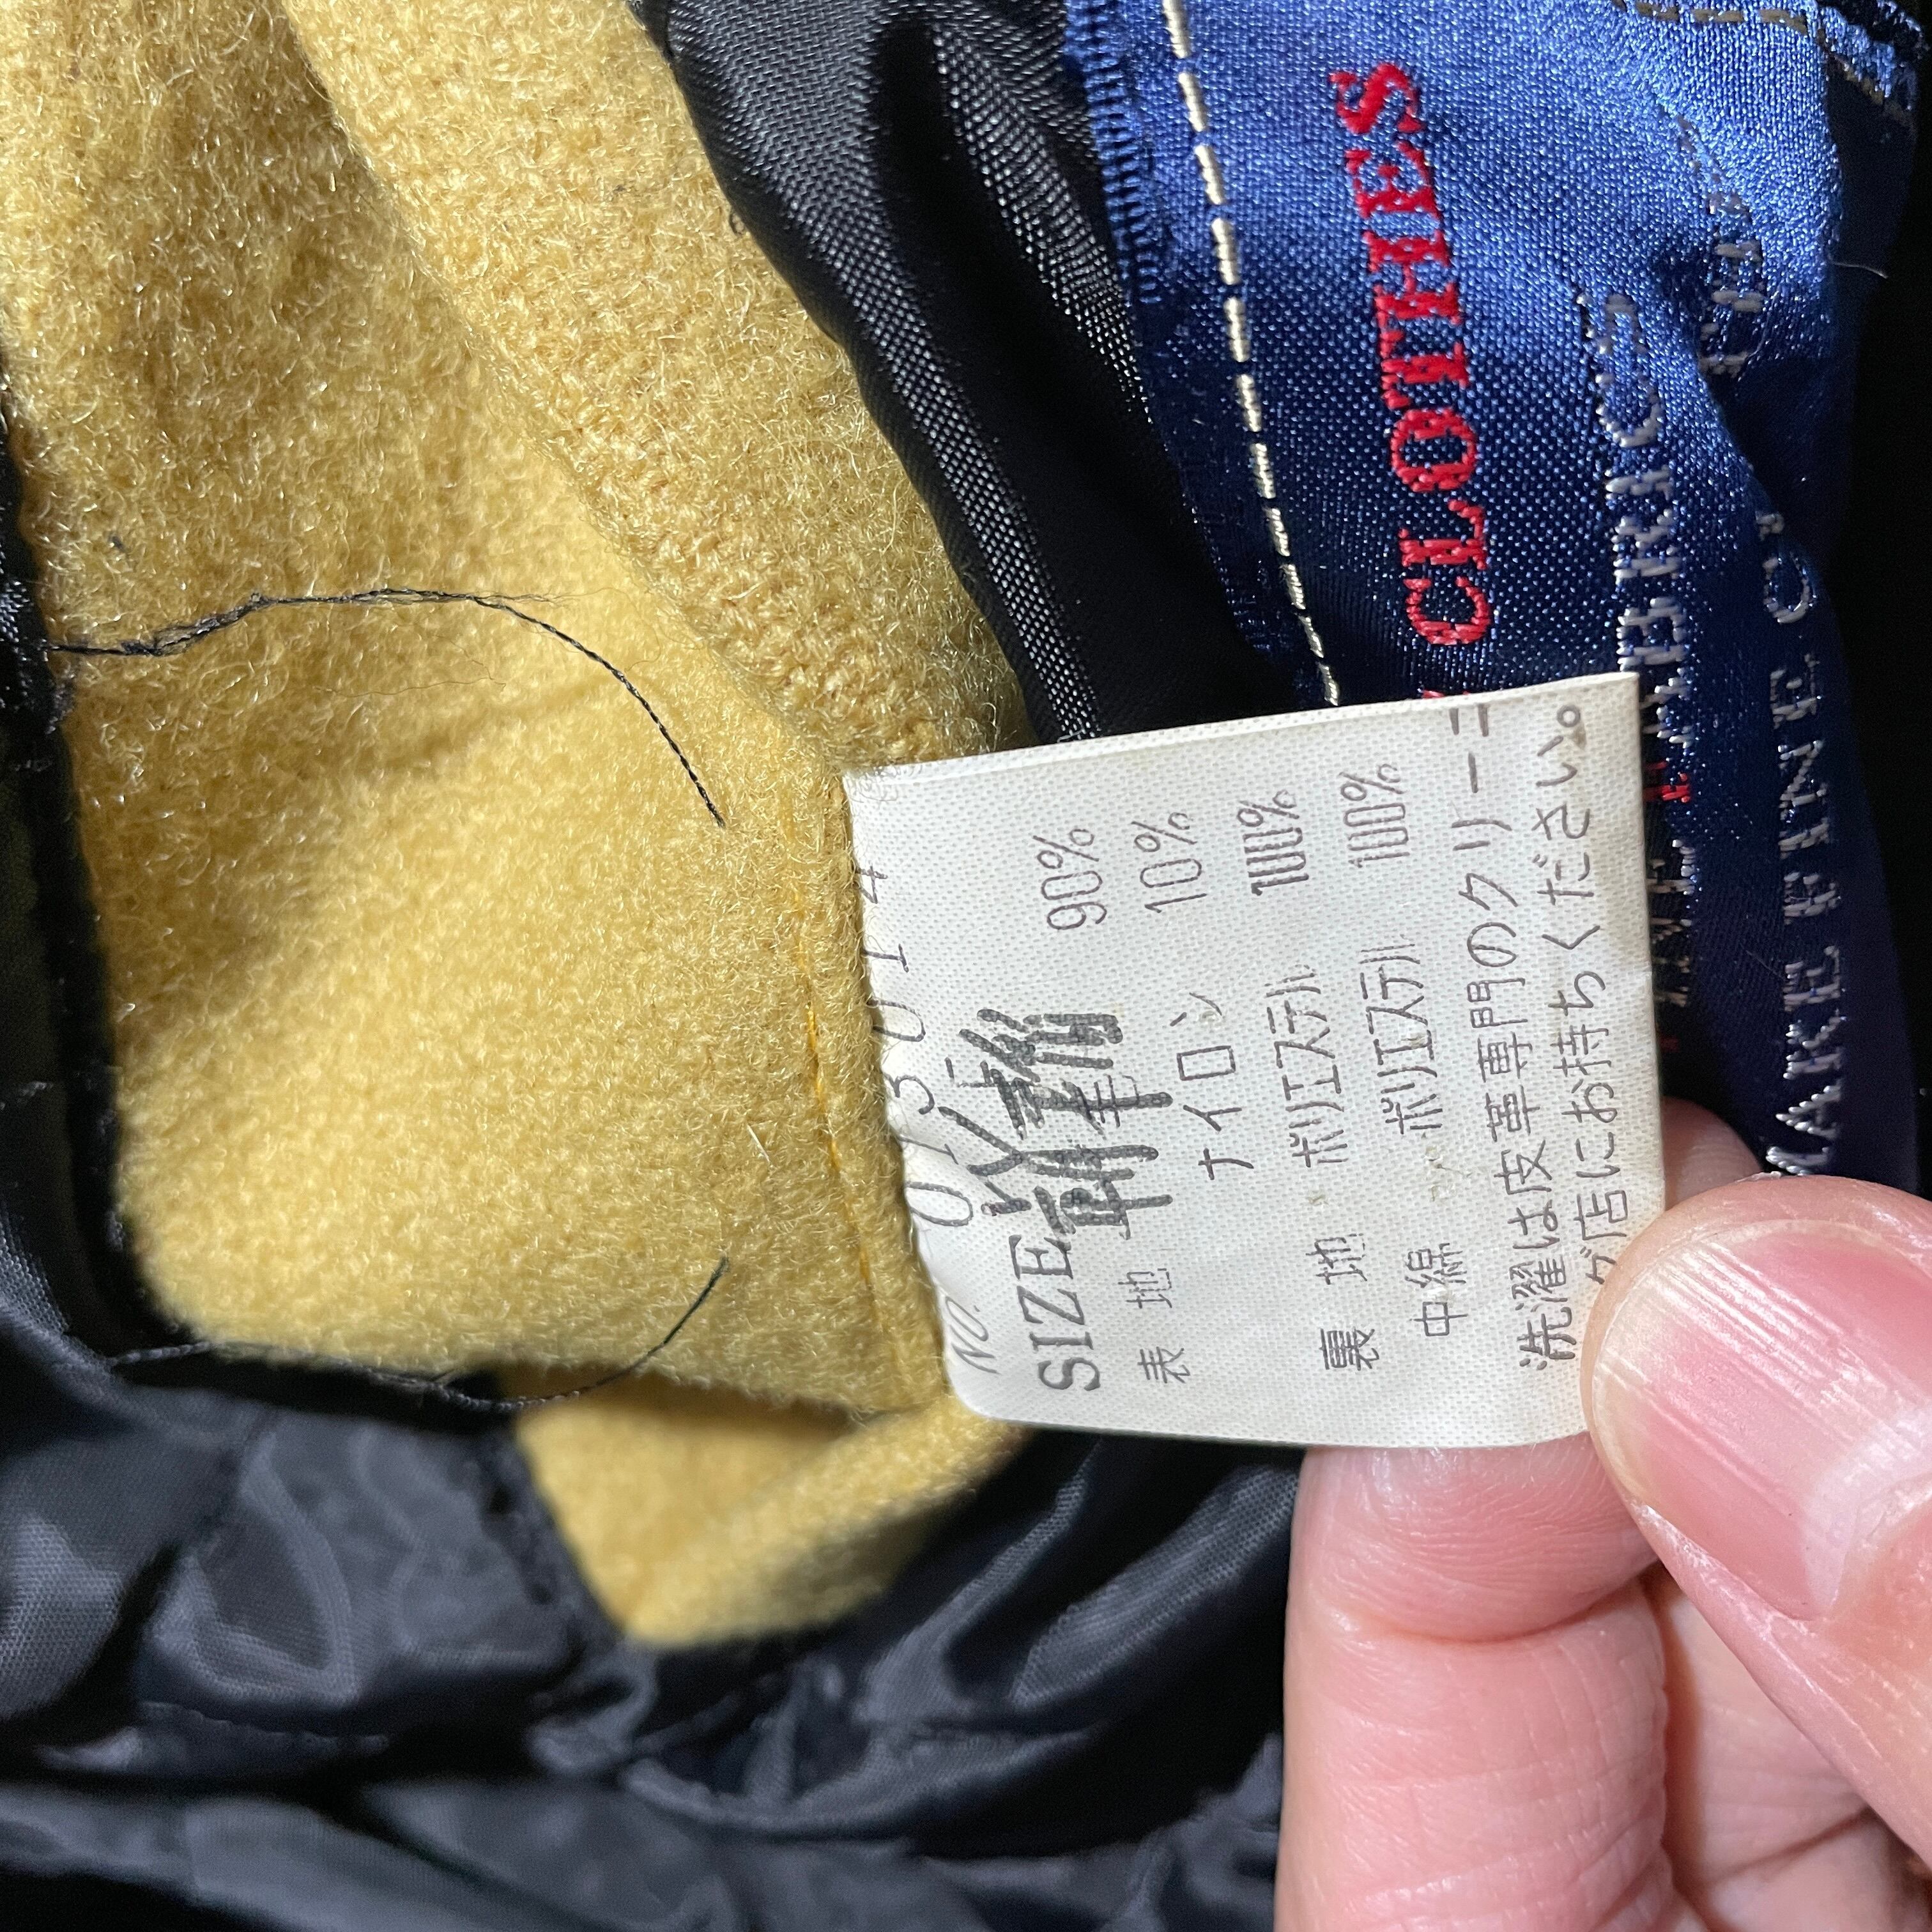 No. 013014
SIZE
表地 毛 90%
ナイロン 10%
裏地 ポリエステル 100%
中綿 ポリエステル 100%
洗濯は皮革専門のクリーニ
グ店にお持ちください。
CLOTHES
FABRICS
MAKE FINE